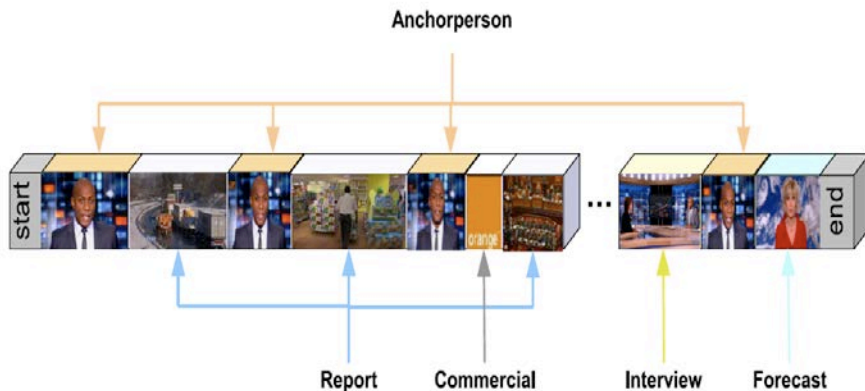 Anchorperson
start
orange
...
end
Report
Commercial
Interview
Forecast